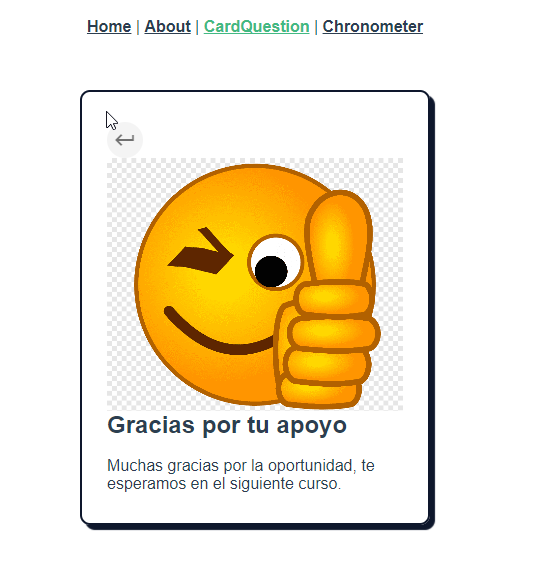 Home | About | CardQuestion | Chronometer
Gracias por tu apoyo
Muchas gracias por la oportunidad, te
esperamos en el siguiente curso.